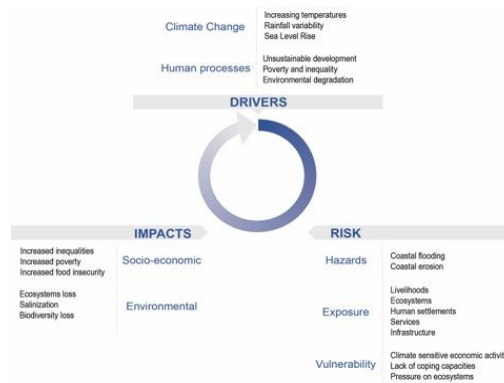 Climate Change
Increasing temperatures
Rainfall variability
Sea Level Rise
Human processes
Unsustainable development
Poverty and inequality
Environmental degradation
DRIVERS
IMPACTS
Increased inequalities
Increased poverty
Increased food insecurity
Socio-economic
Ecosystems loss
Salinization
Biodiversity loss
Environmental
RISK
Hazards
Coastal flooding
Coastal erosion
Exposure
Livelihoods
Ecosystems
Human settlements
Services
Infrastructure
Vulnerability
Climate sensitive economic activit
Lack of coping capacities
Pressure on ecosystems